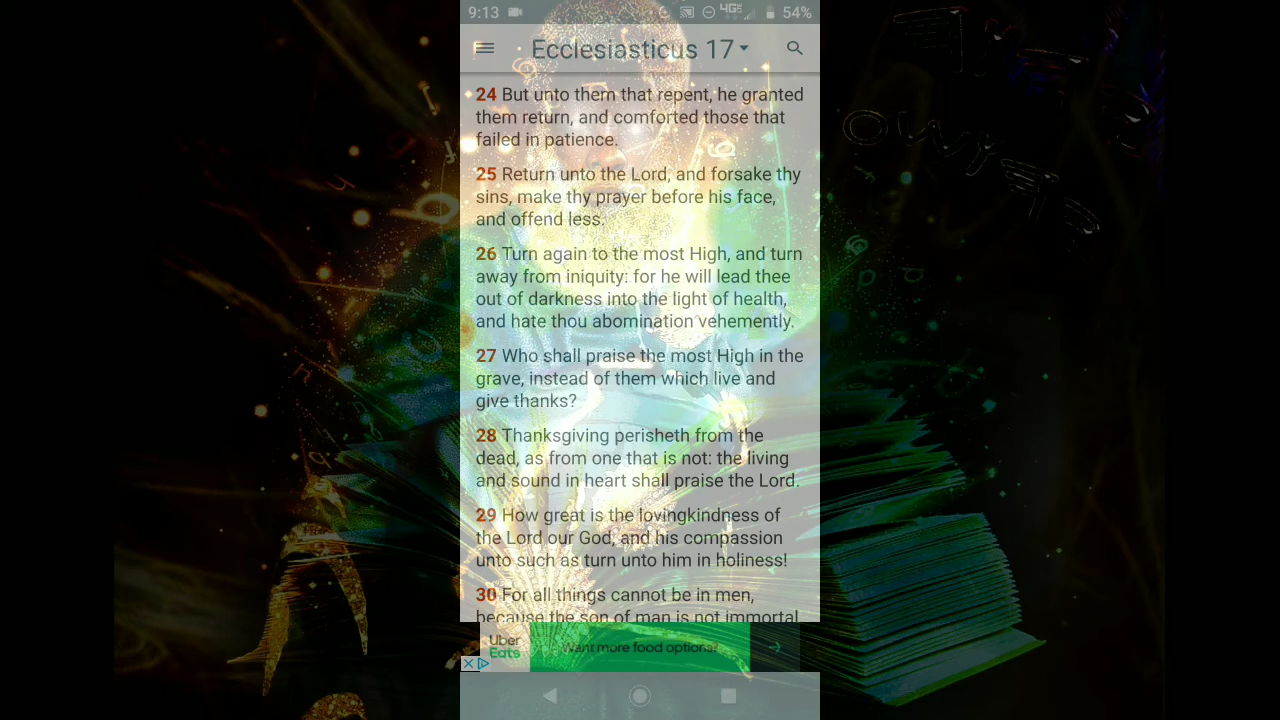 9:13 4G 54%
Ecclesiasticus 17
24 But unto them that repent, he granted
them return, and comforted those that
failed in patience.
25 Return unto the Lord, and forsake thy
sins, make thy prayer before his face,
and offend less.
26 Turn again to the most High, and turn
away from iniquity: for he will lead thee
out of darkness into the light of health,
and hate thou abomination vehemently.
27 Who shall praise the most High in the
grave, instead of them which live and
give thanks?
28 Thanksgiving perisheth from the
dead, as from one that is not: the living
and sound in heart shall praise the Lord.
29 How great is the lovingkindness of
the Lord our God, and his compassion
unto such as turn unto him in holiness!
30 For all things cannot be in men,
because the son of man is not immortal
Uber
Eats
Want more food options?